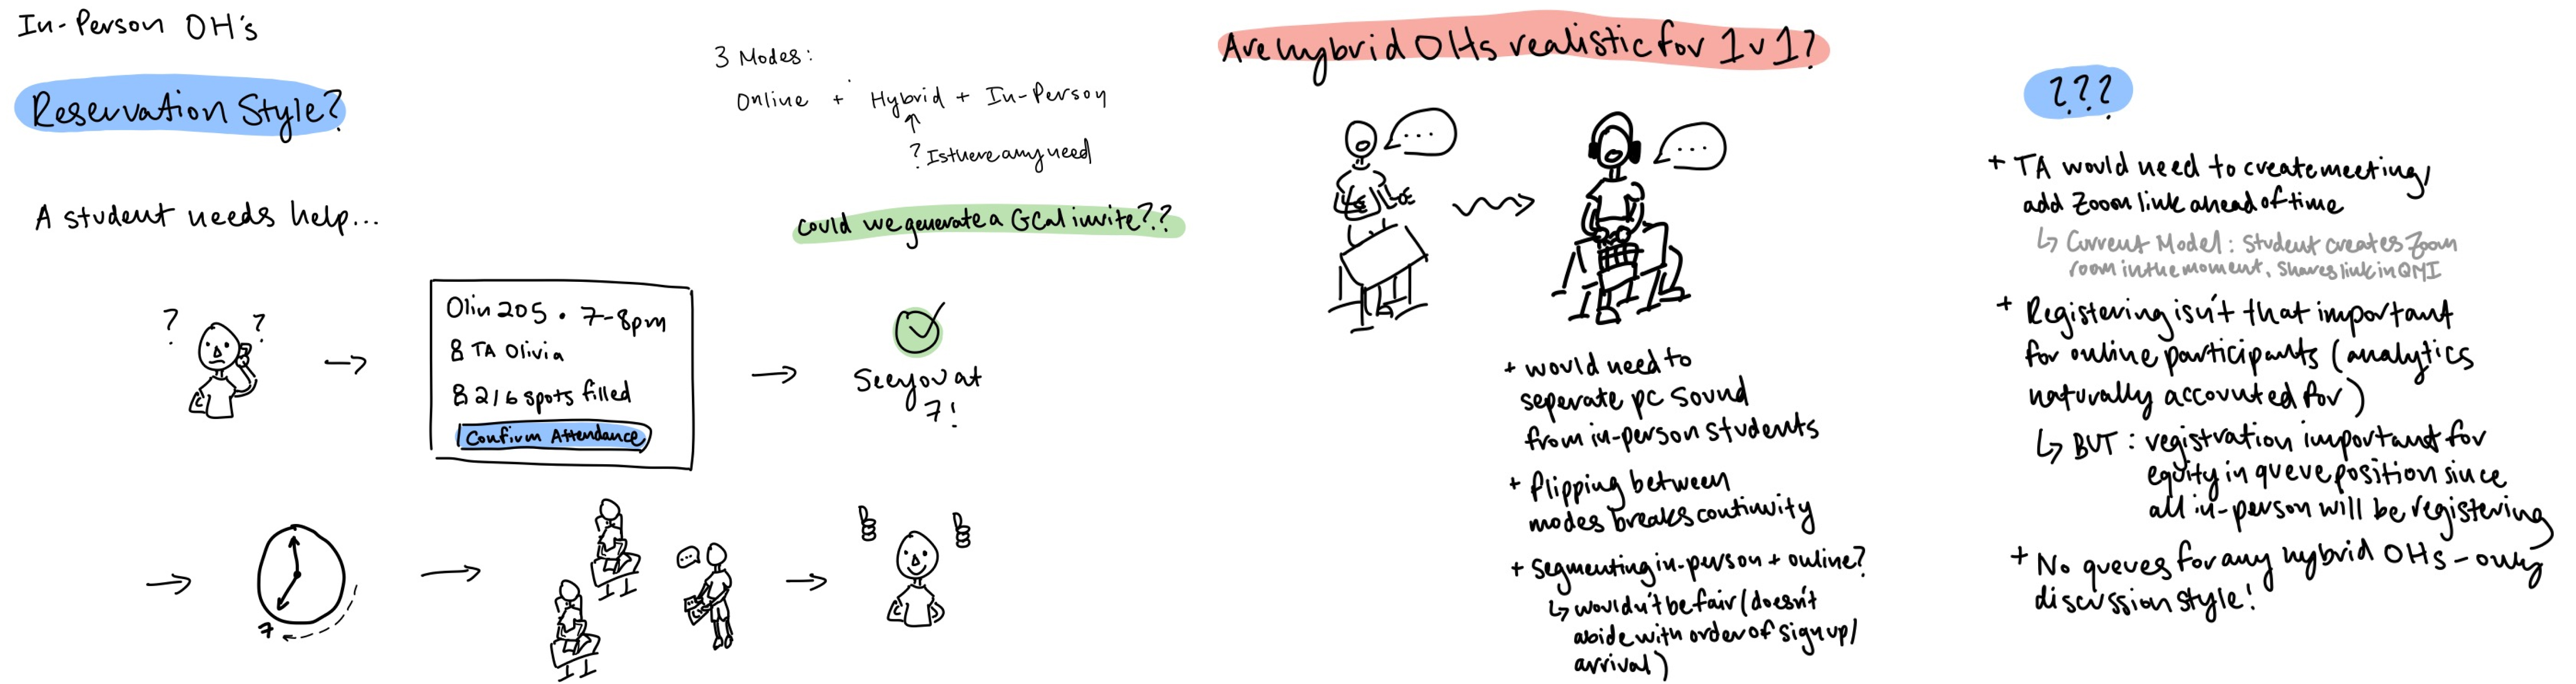 In-Person OH's
Reservation Style?
A student needs help...
3 Modes:
Online + Hybrid + In-Person
? Is there any need
Could we generate a GCal invite??
? ?
Olin 205 • 7-8pm
8 TA Olivia
8 2/6 spots filled
Confirm Attendance
See you at
7!
7
...
Are hybrid OHs realistic for 1v1?
... ...
+ would need to
seperate pc sound
from in-person students
+ Flipping between
modes breaks continuity
+ Segmenting in-person + online?
↳ wouldn't be fair (doesn't
abide with order of sign up/
arrival)
???
+ TA would need to create meeting,
add Zoom link ahead of time
↳ Current Model: Student creates Zoom
room in the moment, shares link in QMI
+ Registering isn't that important
for online participants (analytics
naturally accounted for)
↳ BUT: registration important for
equity in queue position since
all in-person will be registering
+ No queues for any hybrid OHs - only
discussion style!